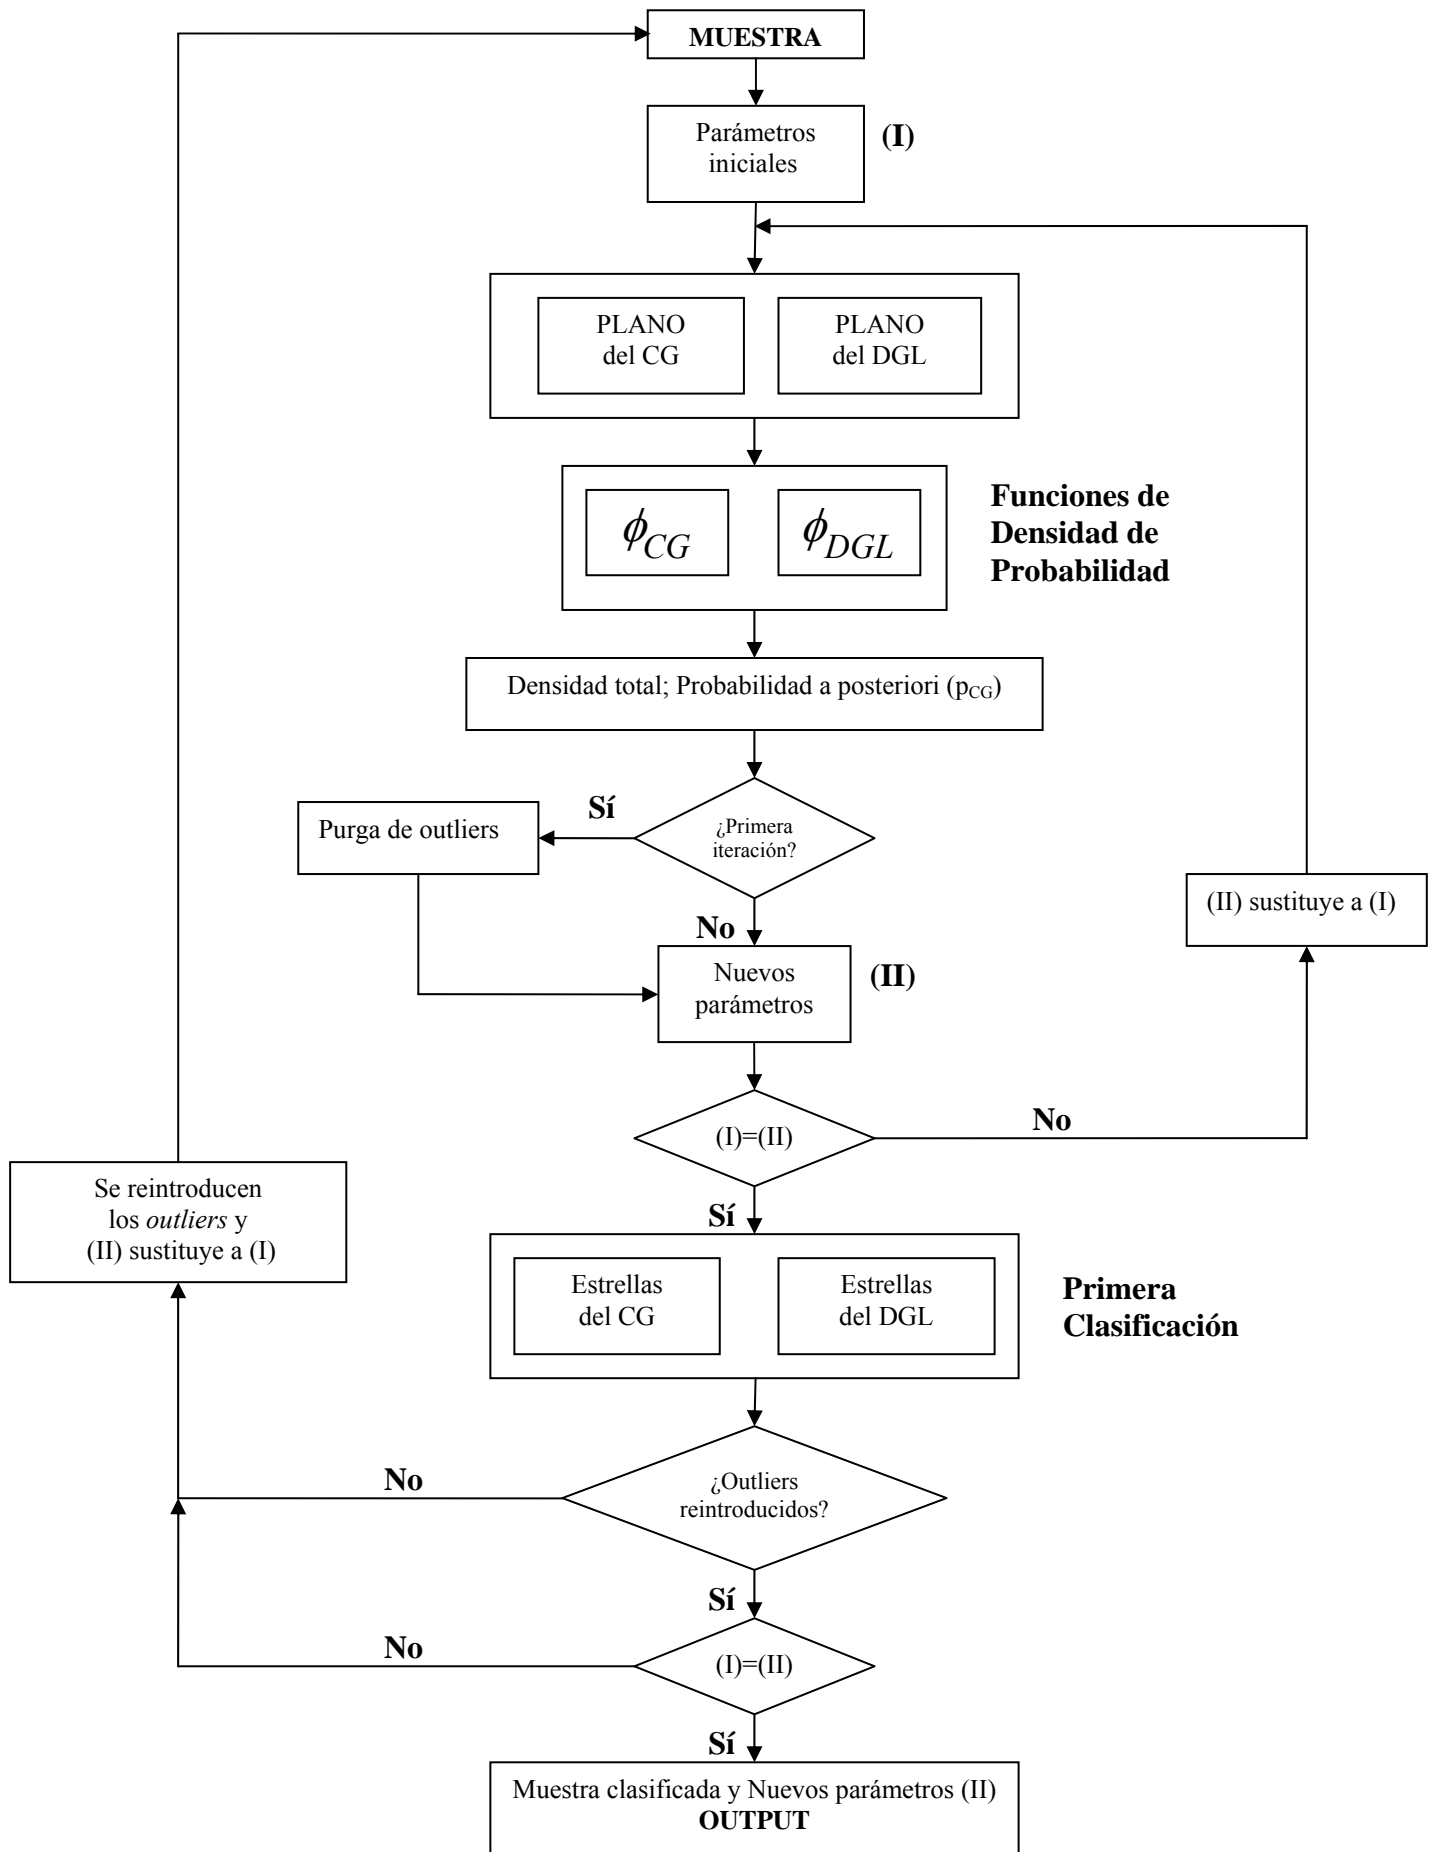 MUESTRA
Parámetros
iniciales
(I)
PLANO
del CG
PLANO
del DGL
ϕCG
ϕDGL
Funciones de
Densidad de
Probabilidad
Densidad total; Probabilidad a posteriori (pCG)
¿Primera
iteración?
Sí
Purga de outliers
No
Nuevos
parámetros
(II)
(II) sustituye a (I)
(I)=(II)
No
Sí
Se reintroducen
los outliers y
(II) sustituye a (I)
Estrellas
del CG
Estrellas
del DGL
Primera
Clasificación
¿Outliers
reintroducidos?
No
Sí
(I)=(II)
No
Sí
Muestra clasificada y Nuevos parámetros (II)
OUTPUT